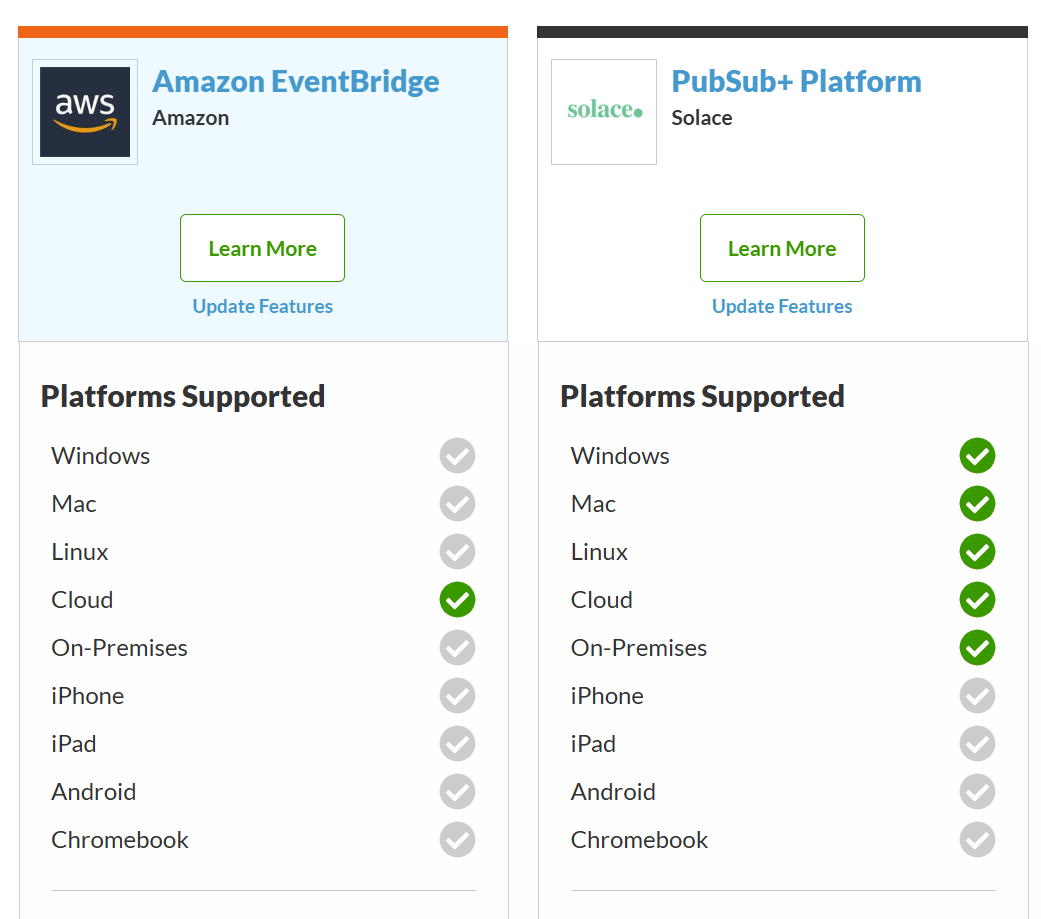 aws
Amazon EventBridge
Amazon
Learn More
Update Features
Platforms Supported
Windows
Mac
Linux
Cloud
On-Premises
iPhone
iPad
Android
Chromebook
solace.
PubSub+ Platform
Solace
Learn More
Update Features
Platforms Supported
Windows
Mac
Linux
Cloud
On-Premises
iPhone
iPad
Android
Chromebook